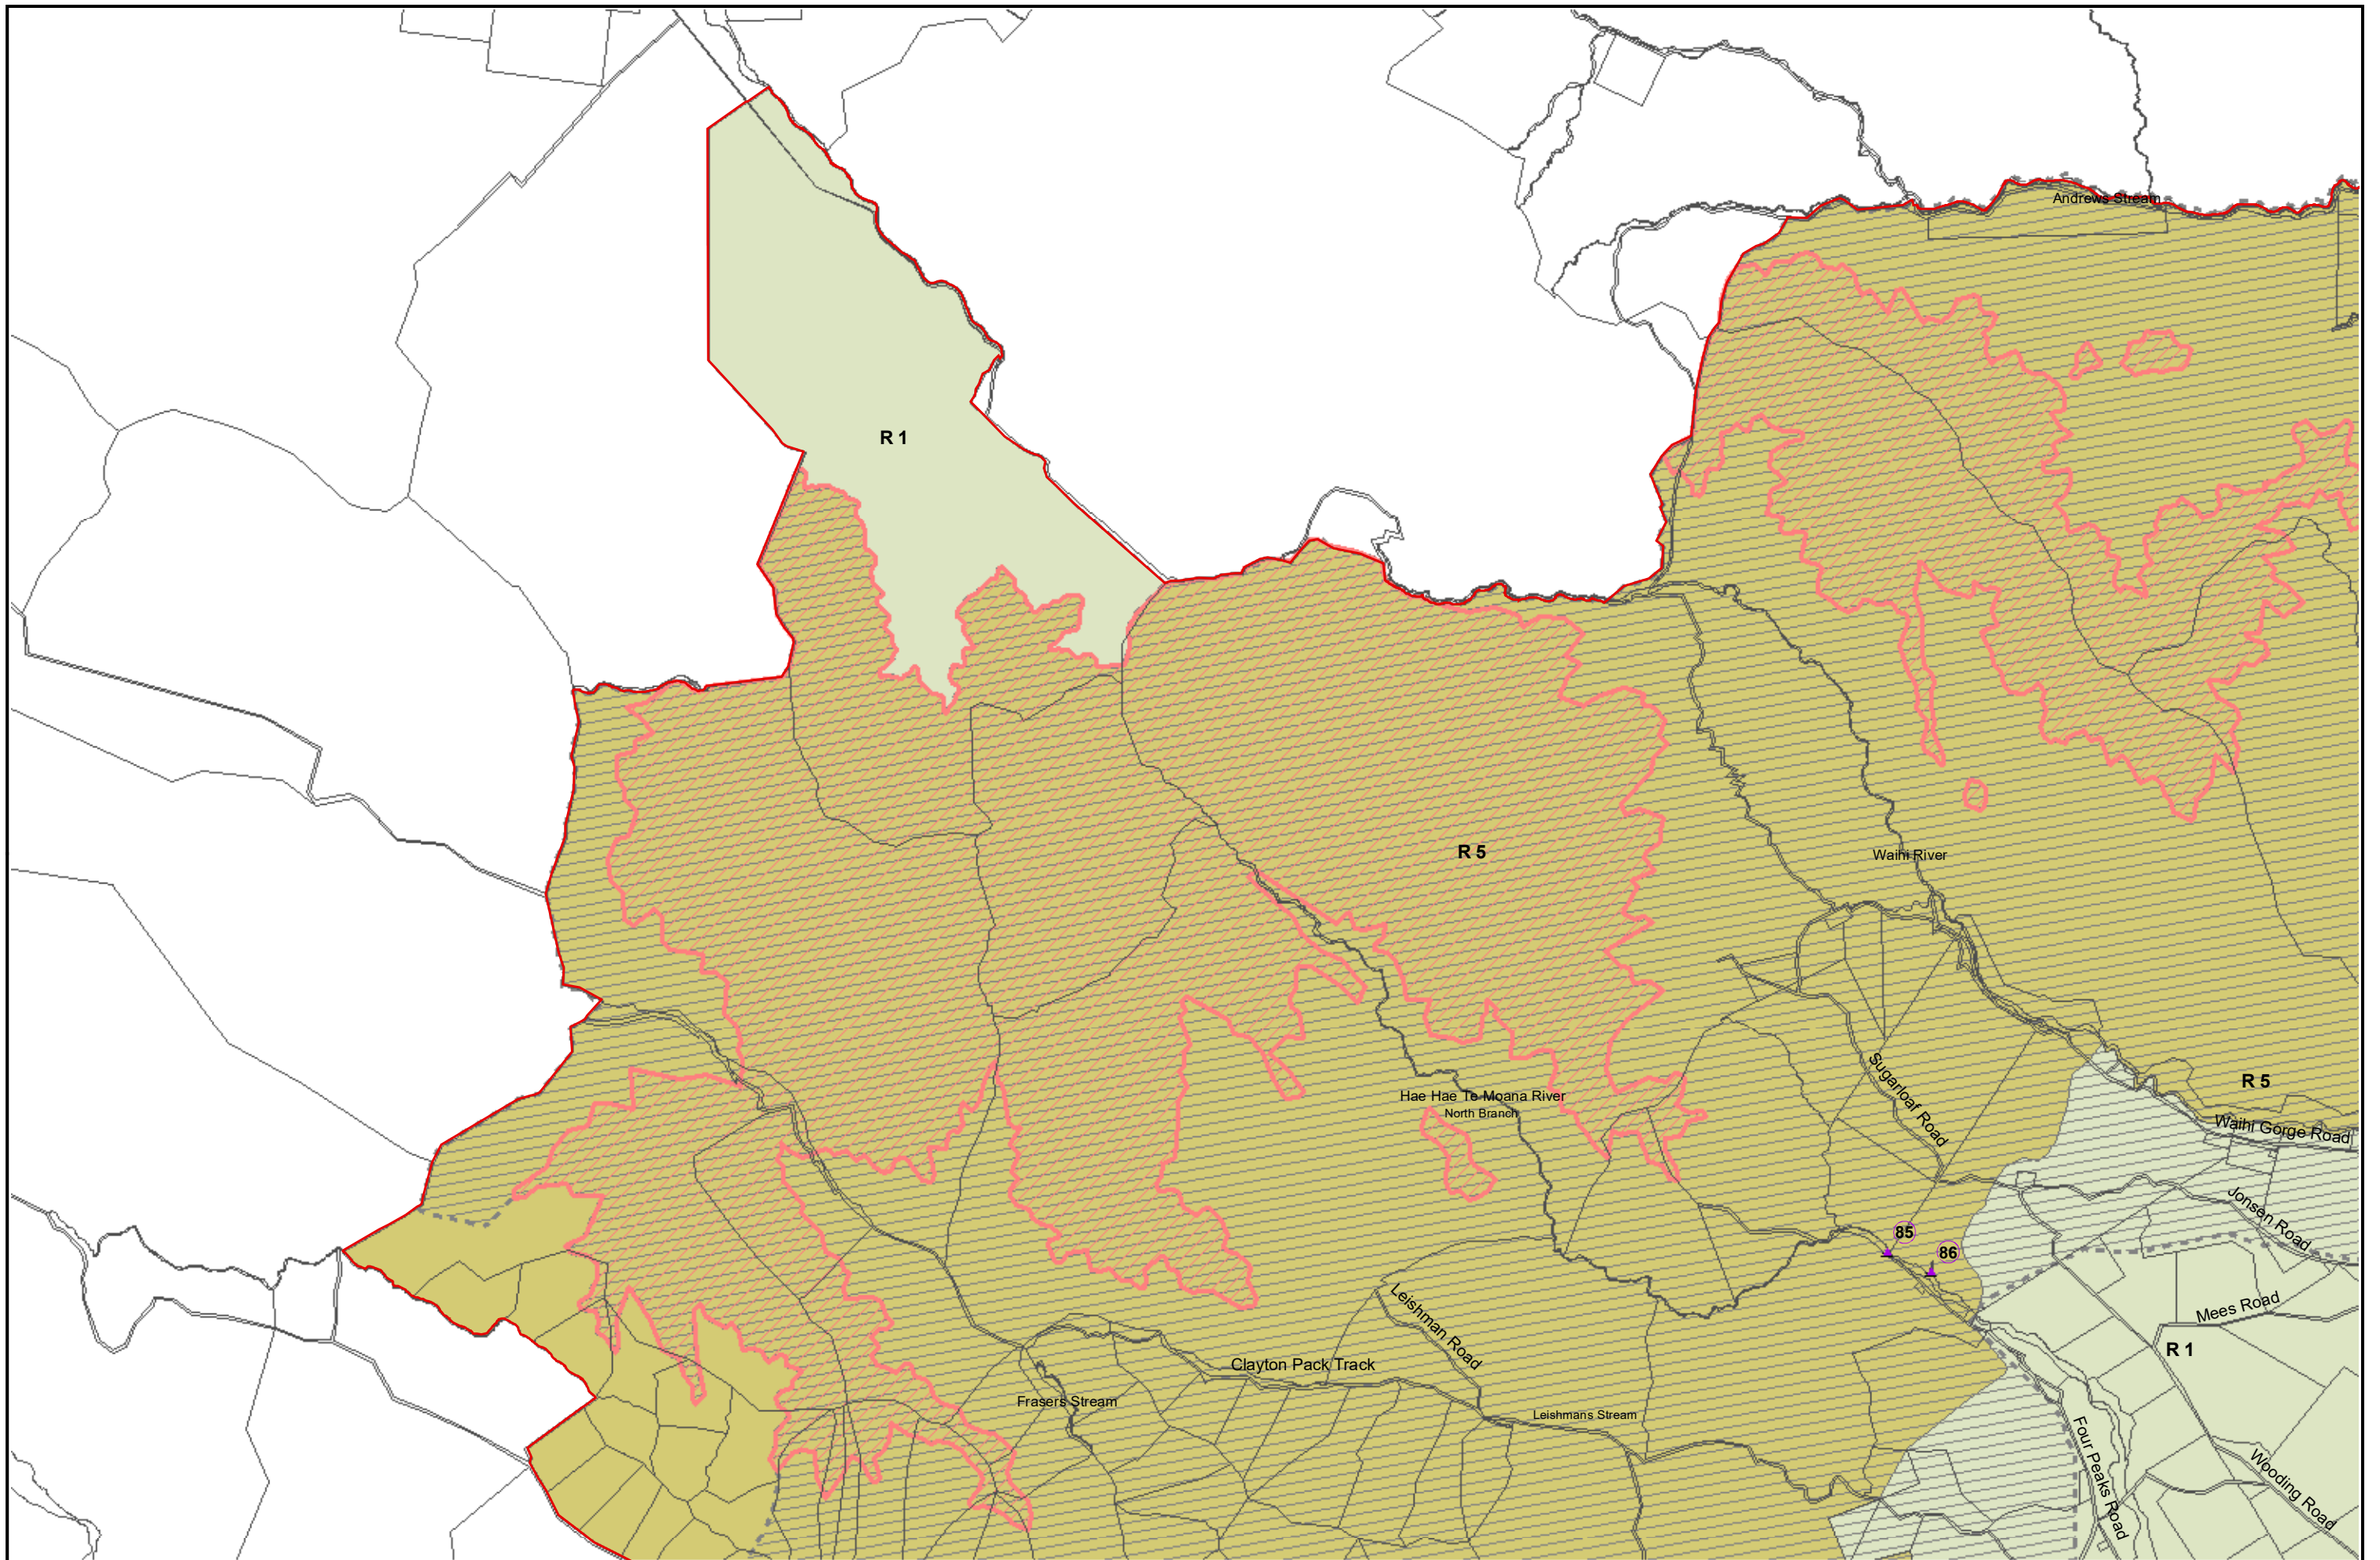 Andrews Stream
R 1
R 5
Waihi River
Sugarloaf Road
R 5
Hae Hae Te Moana River
North Branch
Waihi Gorge Road
Jonsen Road
85
86
Leishman Road
Mees Road
R 1
Clayton Pack Track
Frasers Stream
Leishmans Stream
Four Peaks Road
Wooding Road